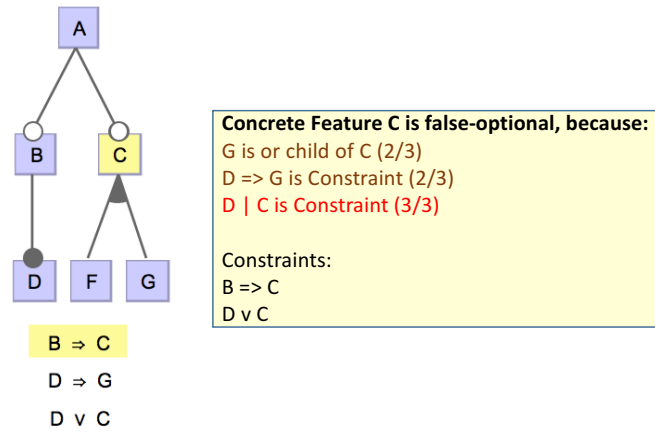 A
B
C
D
F
G
B ⇒ C
D ⇒ G
D v C
Concrete Feature C is false-optional, because:
G is or child of C (2/3)
D => G is Constraint (2/3)
D | C is Constraint (3/3)
Constraints:
B => C
D v C